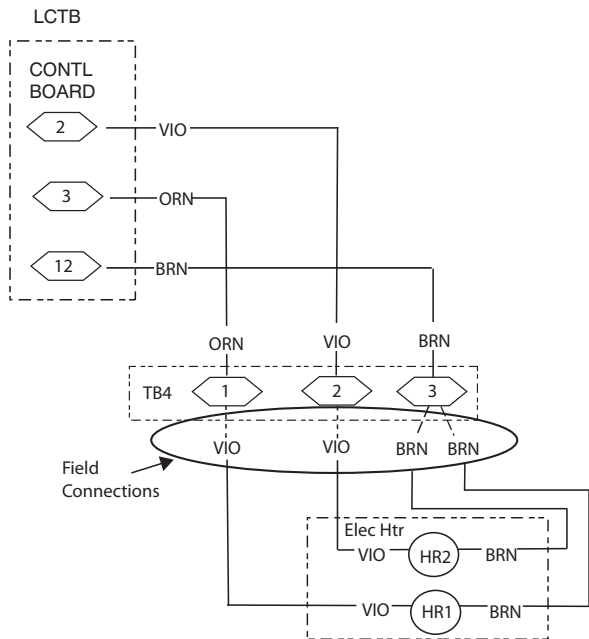 LCTB
CONTL
BOARD
2
VIO
3
ORN
12
BRN
ORN
VIO
BRN
TB4
1
2
3
VIO
VIO
BRN
BRN
Field
Connections
Elec Htr
VIO
HR2
BRN
VIO
HR1
BRN